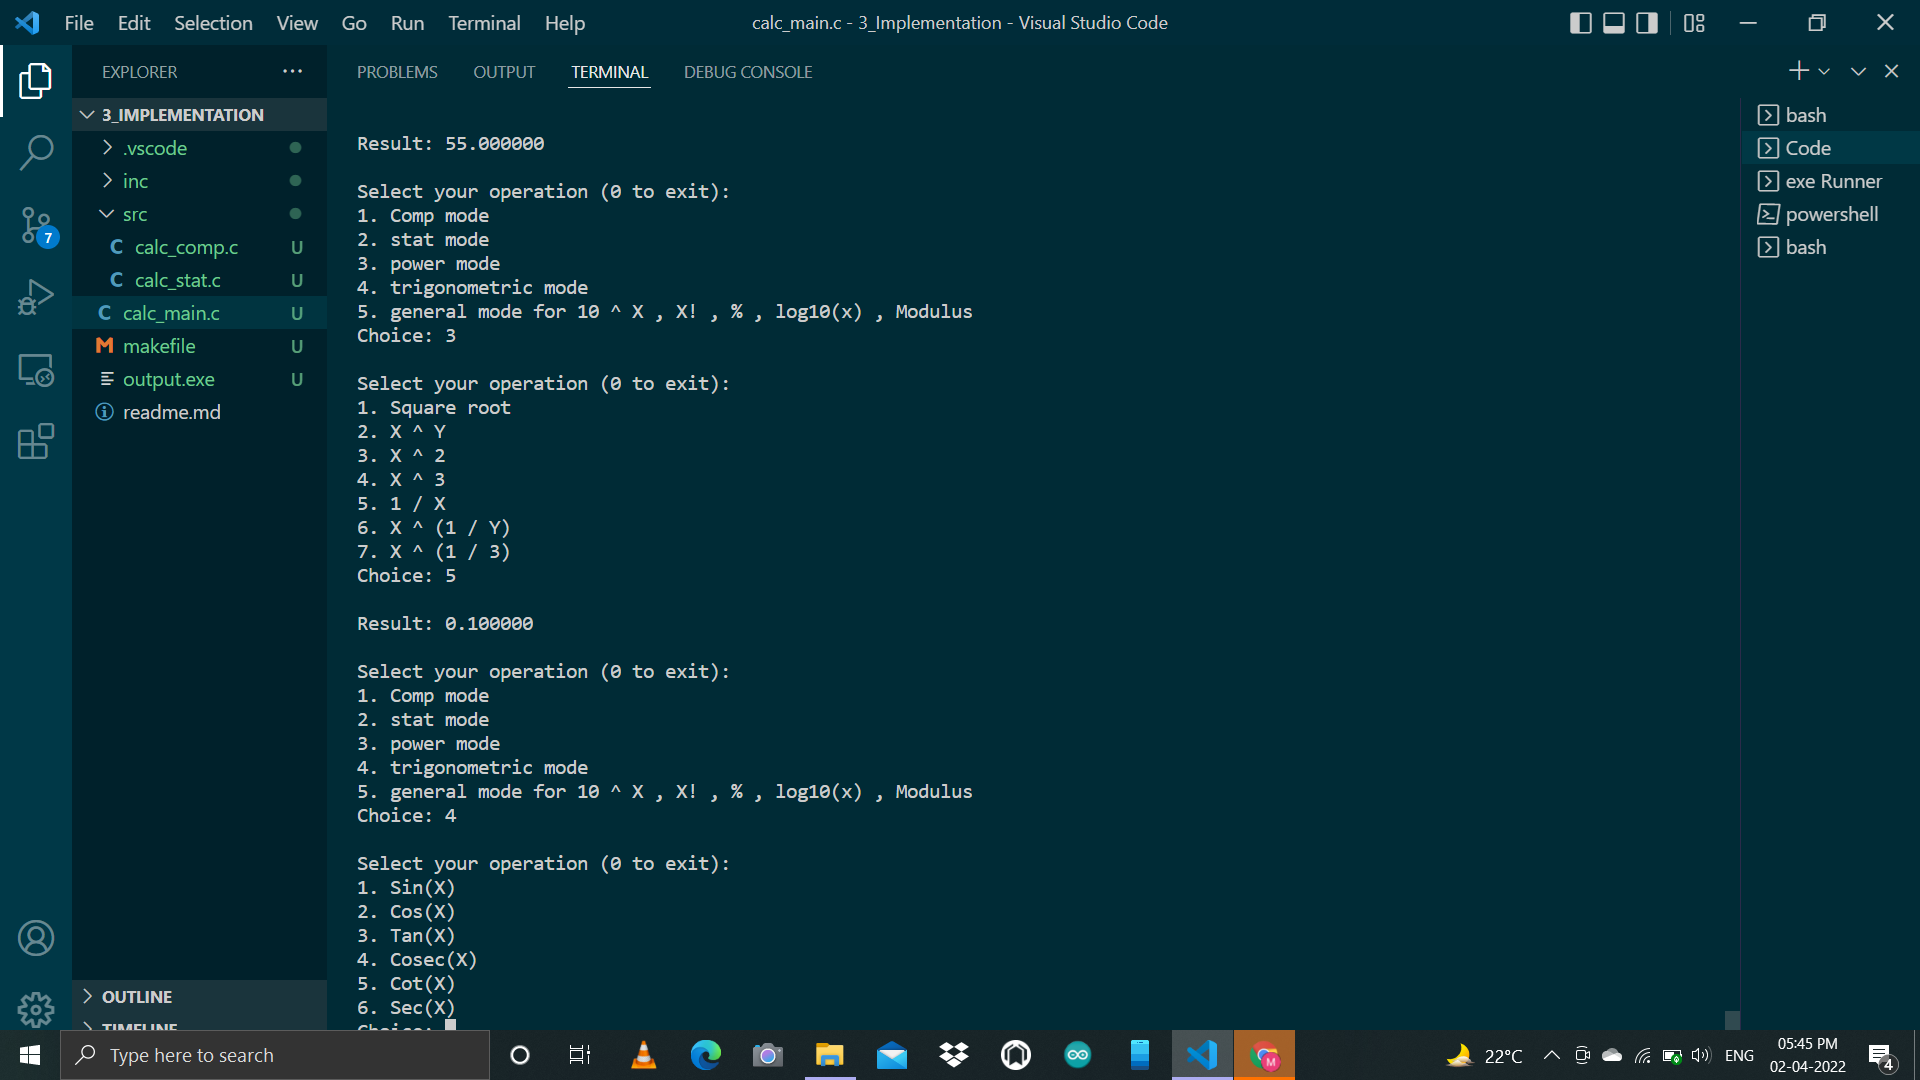 File Edit Selection View Go Run Terminal Help
calc_main.c - 3_Implementation - Visual Studio Code
EXPLORER
3_IMPLEMENTATION
.vscode
inc
src
C calc_comp.c U
C calc_stat.c U
C calc_main.c U
M makefile U
output.exe U
readme.md
7
OUTLINE
TIMELINE
PROBLEMS OUTPUT TERMINAL DEBUG CONSOLE
Result: 55.000000
Select your operation (0 to exit):
1. Comp mode
2. stat mode
3. power mode
4. trigonometric mode
5. general mode for 10 ^ X , X! , % , log10(x) , Modulus
Choice: 3
Select your operation (0 to exit):
1. Square root
2. X ^ Y
3. X ^ 2
4. X ^ 3
5. 1 / X
6. X ^ (1 / Y)
7. X ^ (1 / 3)
Choice: 5
Result: 0.100000
Select your operation (0 to exit):
1. Comp mode
2. stat mode
3. power mode
4. trigonometric mode
5. general mode for 10 ^ X , X! , % , log10(x) , Modulus
Choice: 4
Select your operation (0 to exit):
1. Sin(X)
2. Cos(X)
3. Tan(X)
4. Cosec(X)
5. Cot(X)
6. Sec(X)
Choice:
bash
Code
exe Runner
powershell
bash
Type here to search
M
22°C
ENG
05:45 PM
02-04-2022
4